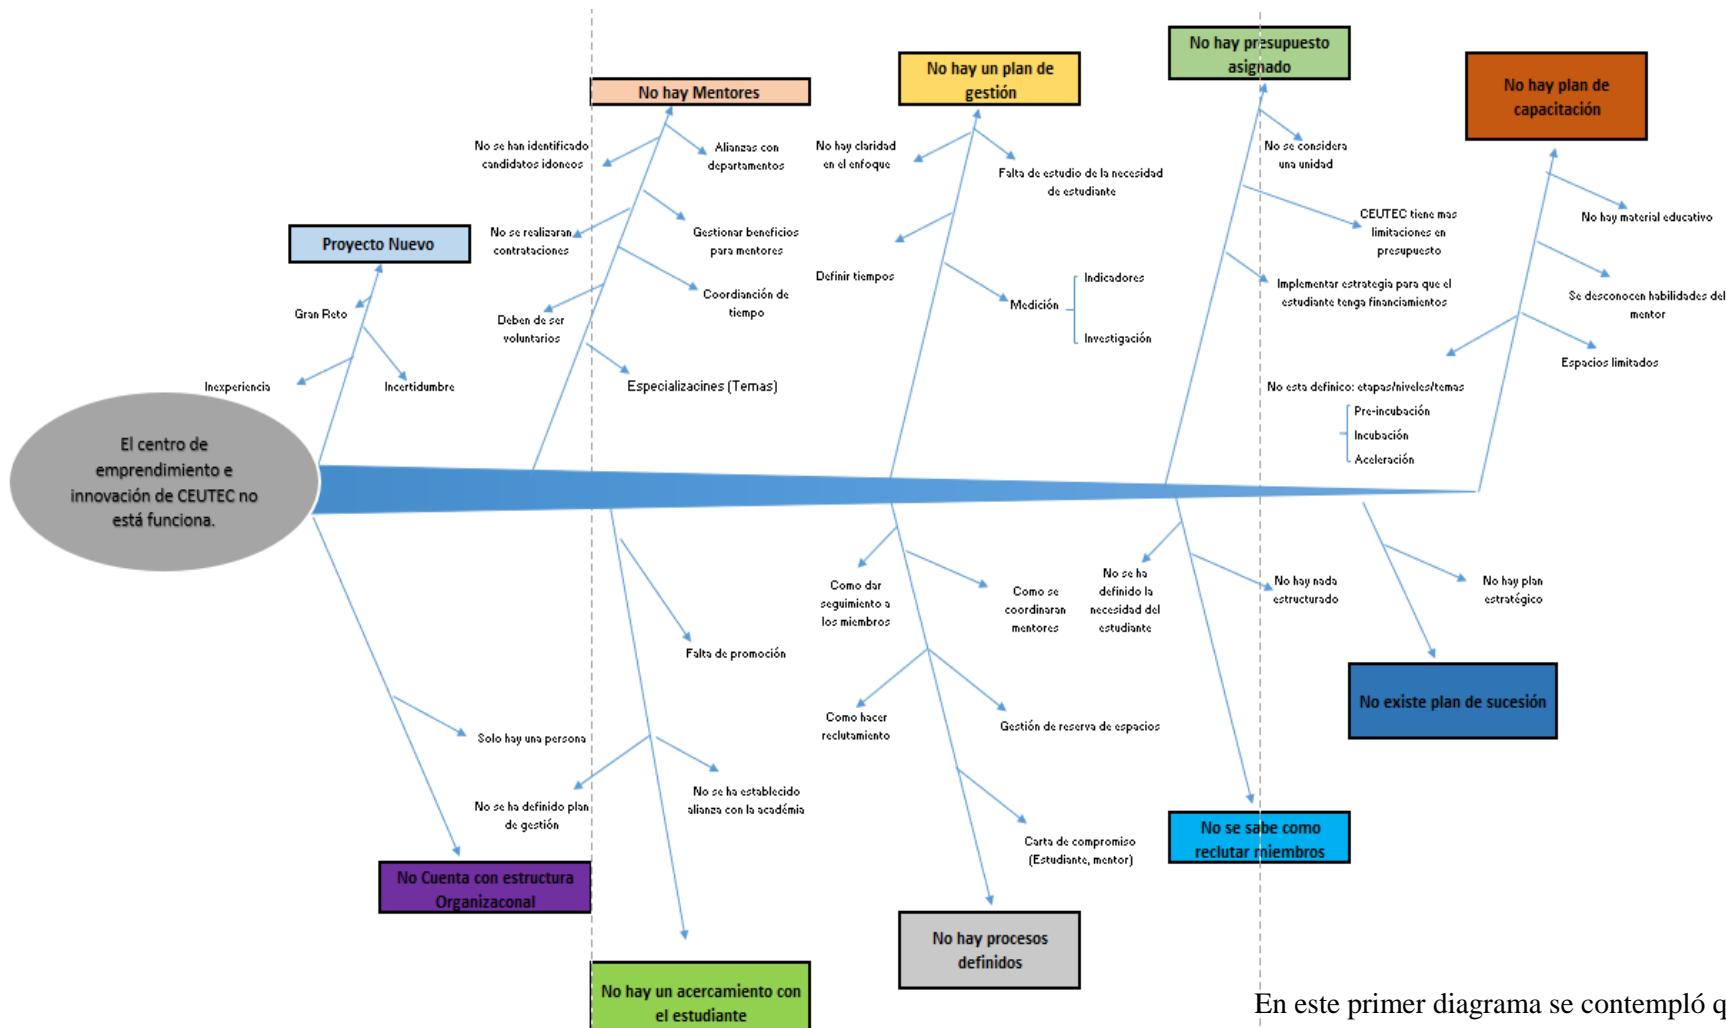 No hay Mentores
No hay un plan de
gestión
No hay presupuesto
asignado
No hay plan de
capacitación
No se han identificado
candidatos idoneos
Alianzas con
departamentos
No se realizaran
contrataciones
Gestionar beneficios
para mentores
Deben de ser
voluntarios
Coordianción de
tiempo
Especializacines (Temas)
No hay claridad
en el enfoque
Falta de estudio de la necesidad
de estudiante
Definir tiempos
Medición
Indicadores
Investigación
No se considera
una unidad
CEUTEC tiene mas
limitaciones en
presupuesto
Implementar estrategia para que el
estudiante tenga financiamientos
No hay material educativo
Se desconocen habilidades del
mentor
Espacios limitados
No esta definico: etapas/niveles/temas
Pre-incubación
Incubación
Aceleración
Proyecto Nuevo
Gran Reto
Inexperiencia
Incertidumbre
El centro de
emprendimiento e
innovación de CEUTEC no
está funciona.
Solo hay una persona
No Cuenta con estructura
Organizaconal
Falta de promoción
No se ha definido plan
de gestión
No se ha establecido
alianza con la académia
No hay un acercamiento con
el estudiante
Como dar
seguimiento a
los miembros
Como se
coordinaran
mentores
Como hacer
reclutamiento
Gestión de reserva de espacios
Carta de compromiso
(Estudiante, mentor)
No hay procesos
definidos
No se ha
definido la
necesidad del
estudiante
No hay nada
estructurado
No se sabe como
reclutar miembros
No hay plan
estratégico
No existe plan de sucesión
En este primer diagrama se contempló q